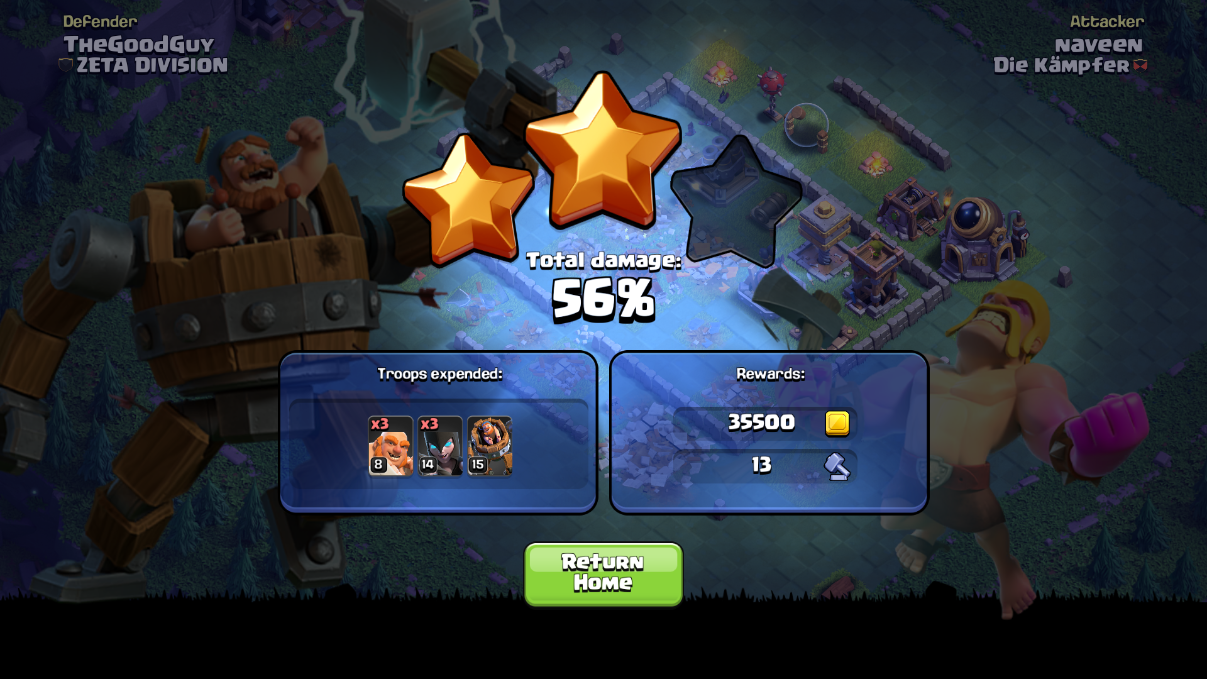 Defender
TheGoodGuy
ZETA DIVISION
Attacker
naveen
Die Kämpfer
Total damage:
56%
Troops expended:
x3
x3
8
14
15
Rewards:
35500
13
Return
Home